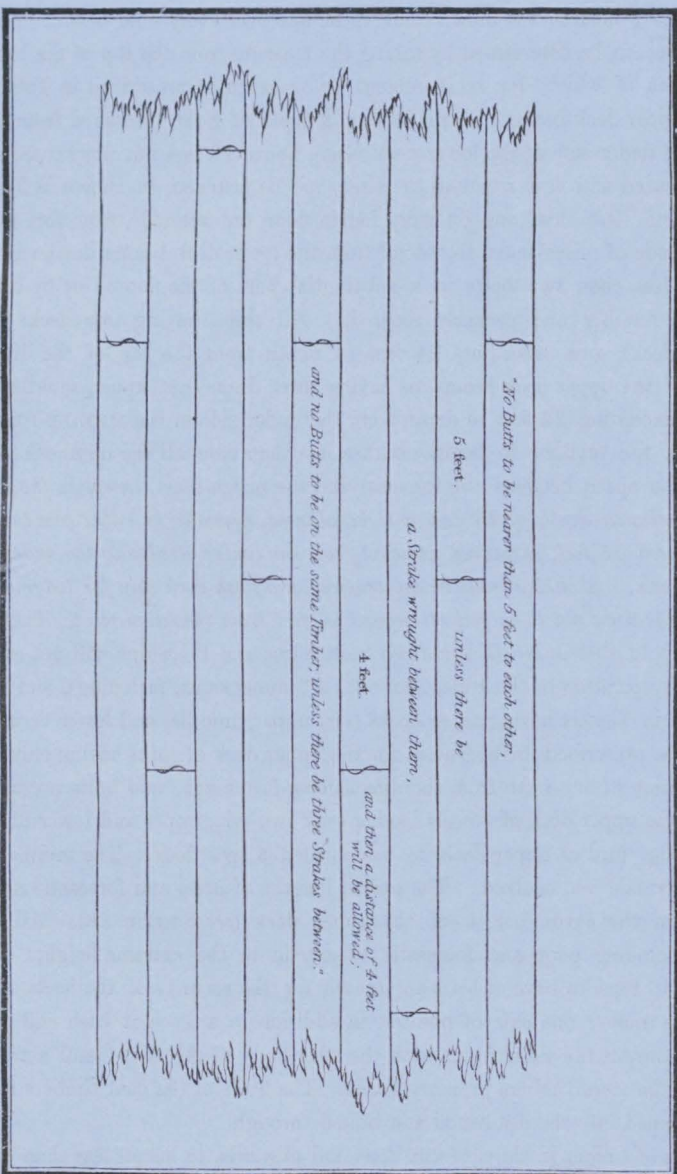 "No Butts to be nearer than 5 feet to each other
5 feet
unless there be
a Strake wrought between them
4 feet
and then a distance of 4 feet
will be allowed;
and no Butts to be on the same Timber, unless there be three Strakes between;"